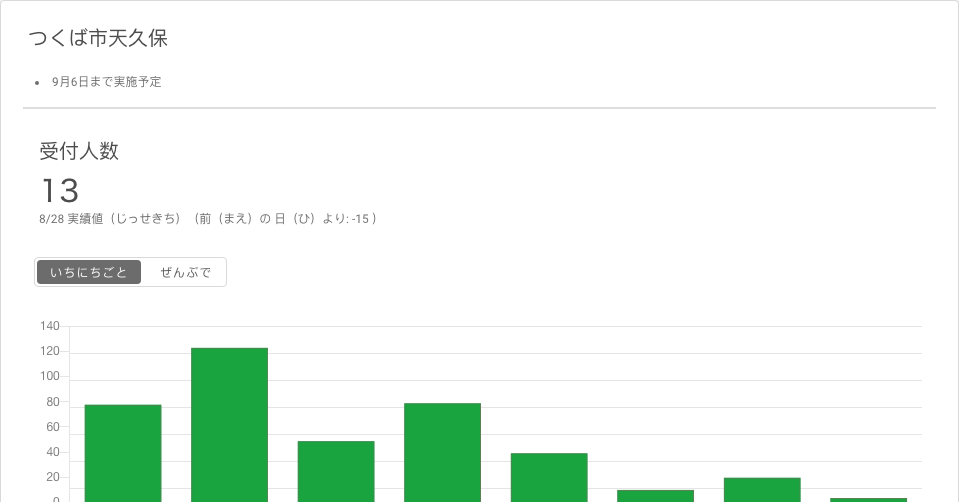 つくば市天久保
• 9月6日まで実施予定
受付人数
13
8/28 実績値（じっせきち）（前（まえ）の 日（ひ）より: -15 ）
いちにちごと ぜんぶで
140
120
100
80
60
40
20
0